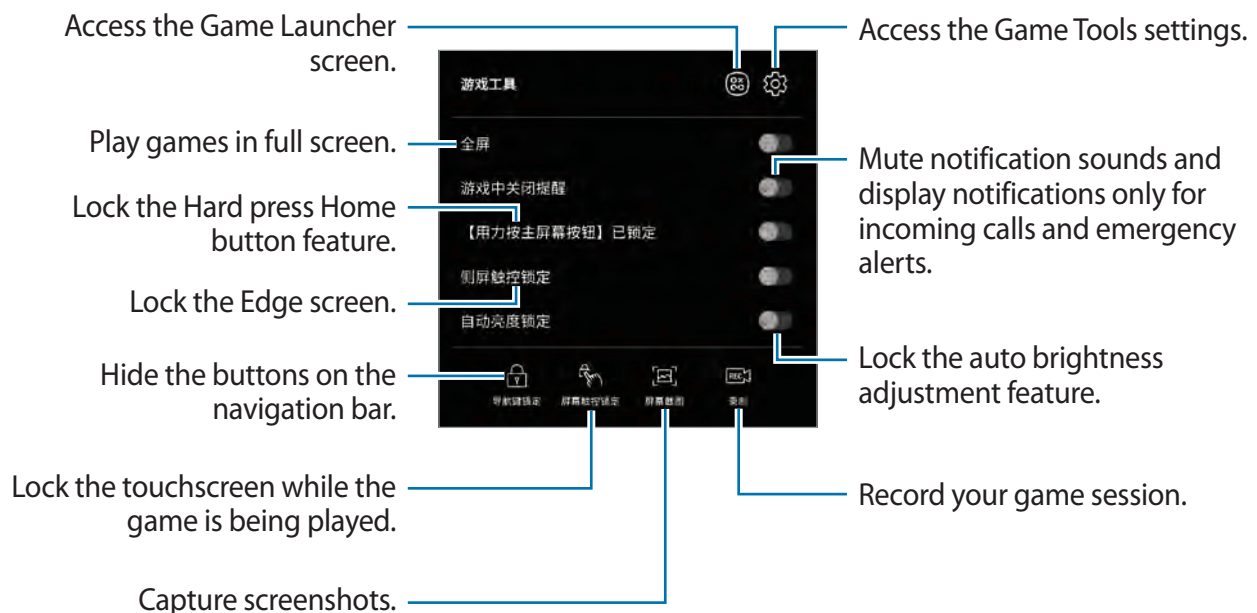 Access the Game Launcher
screen.
Access the Game Tools settings.
游戏工具
Play games in full screen.
全屏
游戏中关闭提醒
Mute notification sounds and
display notifications only for
incoming calls and emergency
alerts.
Lock the Hard press Home
button feature.
【用力按主屏幕按钮】已锁定
Lock the Edge screen.
侧屏触控锁定
自动亮度锁定
Lock the auto brightness
adjustment feature.
Hide the buttons on the
navigation bar.
REC
导航键锁定
屏幕触控锁定
屏幕截图
录制
Lock the touchscreen while the
game is being played.
Record your game session.
Capture screenshots.